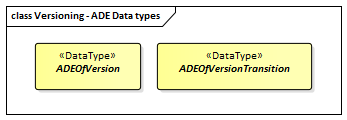 class Versioning - ADE Data types
«DataType»
ADEOfVersion
«DataType»
ADEOfVersionTransition